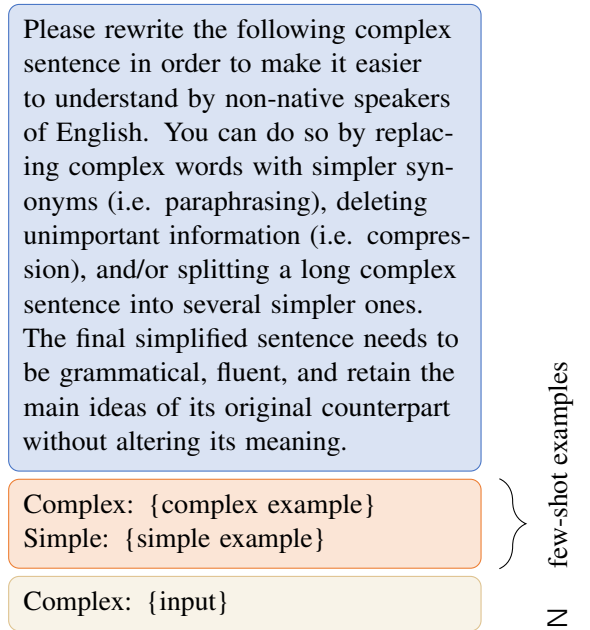 Please rewrite the following complex
sentence in order to make it easier
to understand by non-native speakers
of English. You can do so by replac-
ing complex words with simpler syn-
onyms (i.e. paraphrasing), deleting
unimportant information (i.e. compres-
sion), and/or splitting a long complex
sentence into several simpler ones.
The final simplified sentence needs to
be grammatical, fluent, and retain the
main ideas of its original counterpart
without altering its meaning.
Complex: {complex example}
Simple: {simple example}
N few-shot examples
Complex: {input}